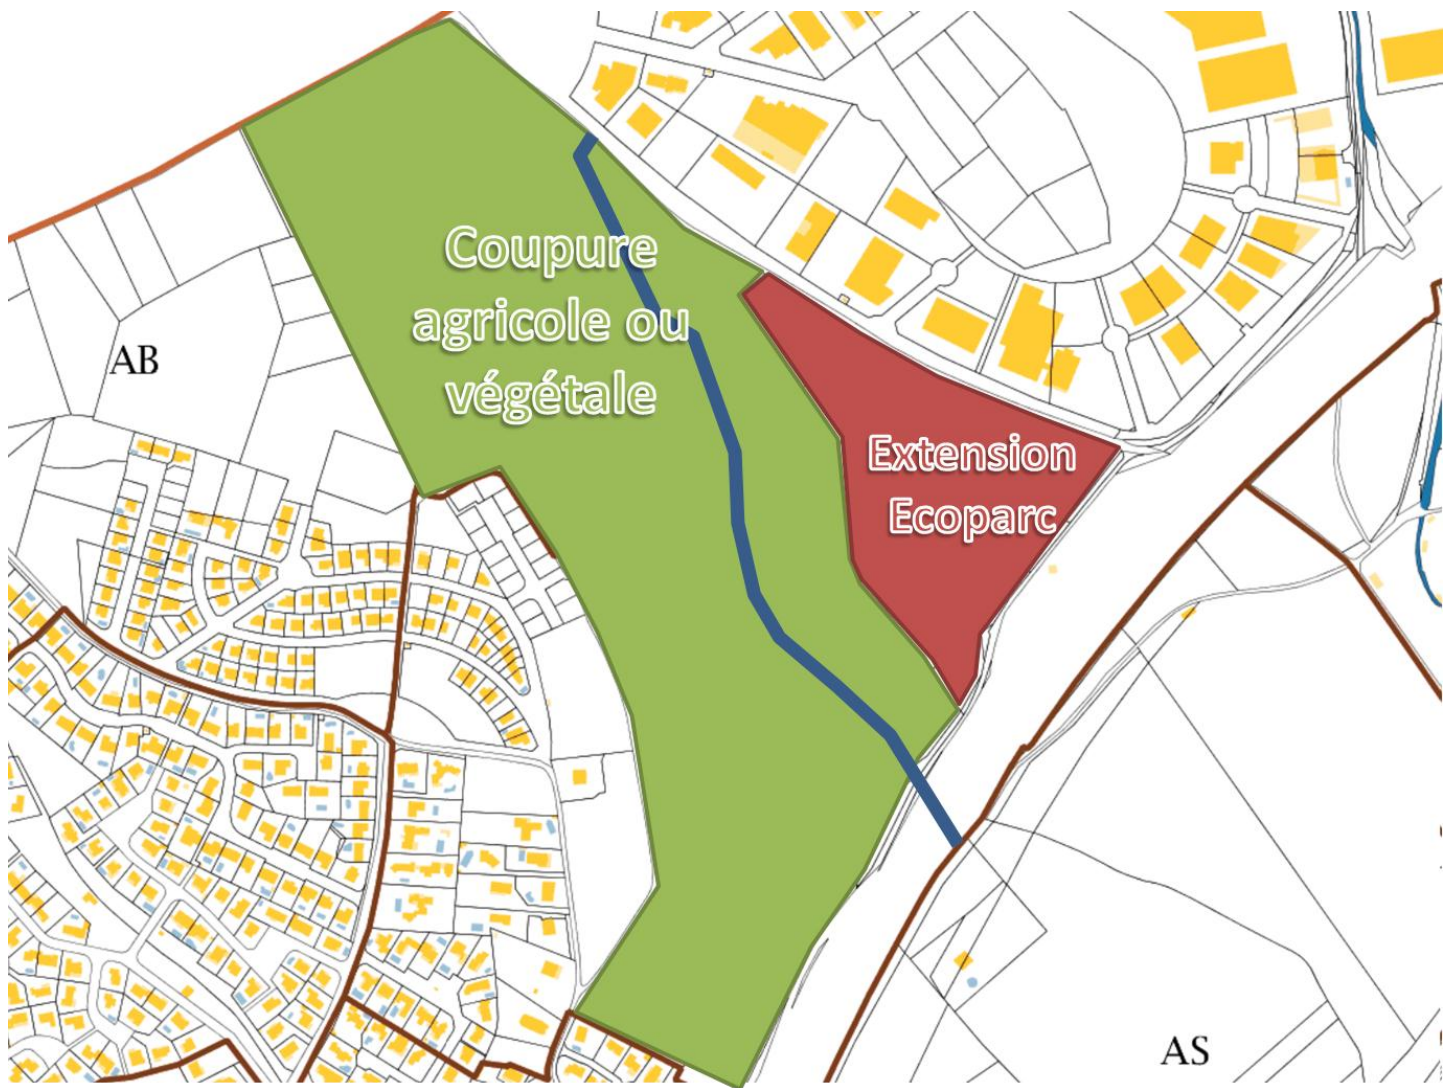 Coupure
agricole ou
végétale
AB
Extension
Ecoparc
AS